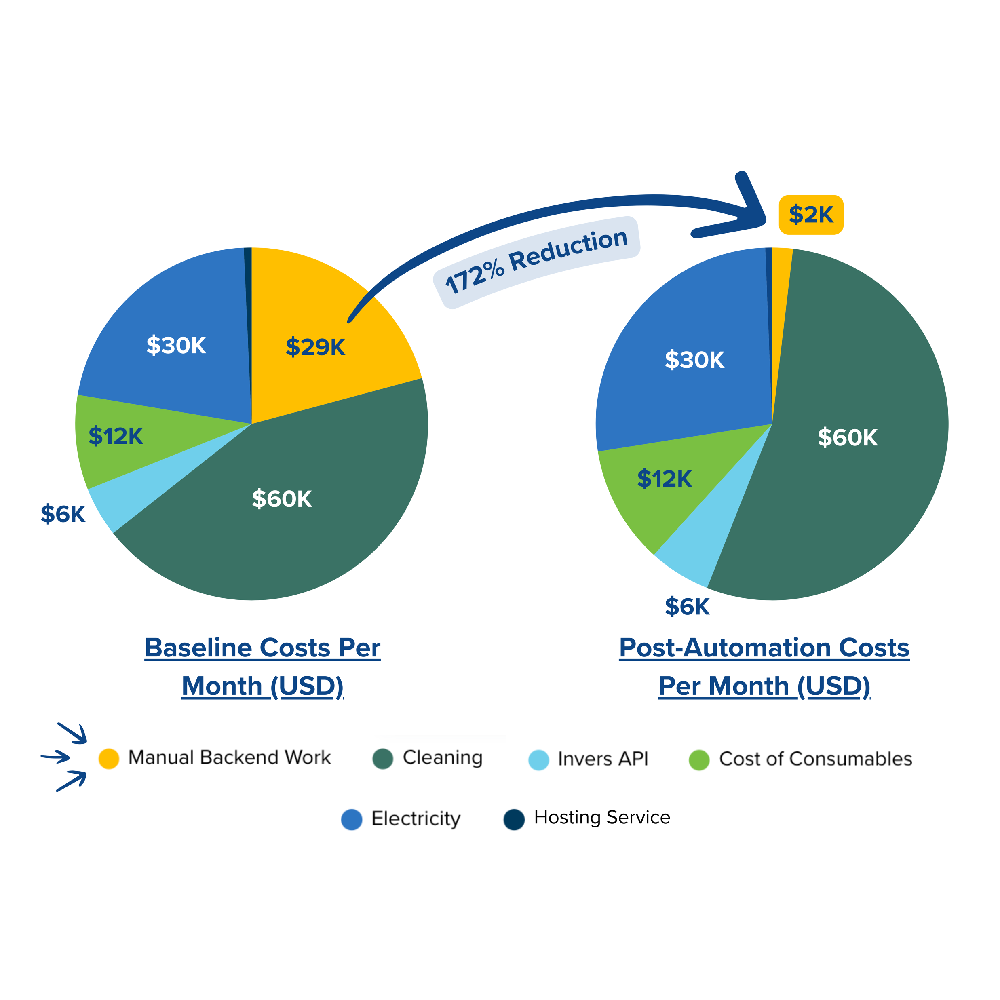 $2K
172% Reduction
$30K
$29K
$12K
$60K
$6K
$30K
$60K
$12K
$6K
Baseline Costs Per
Month (USD)
Post-Automation Costs
Per Month (USD)
Manual Backend Work
Cleaning
Invers API
Cost of Consumables
Electricity
Hosting Service